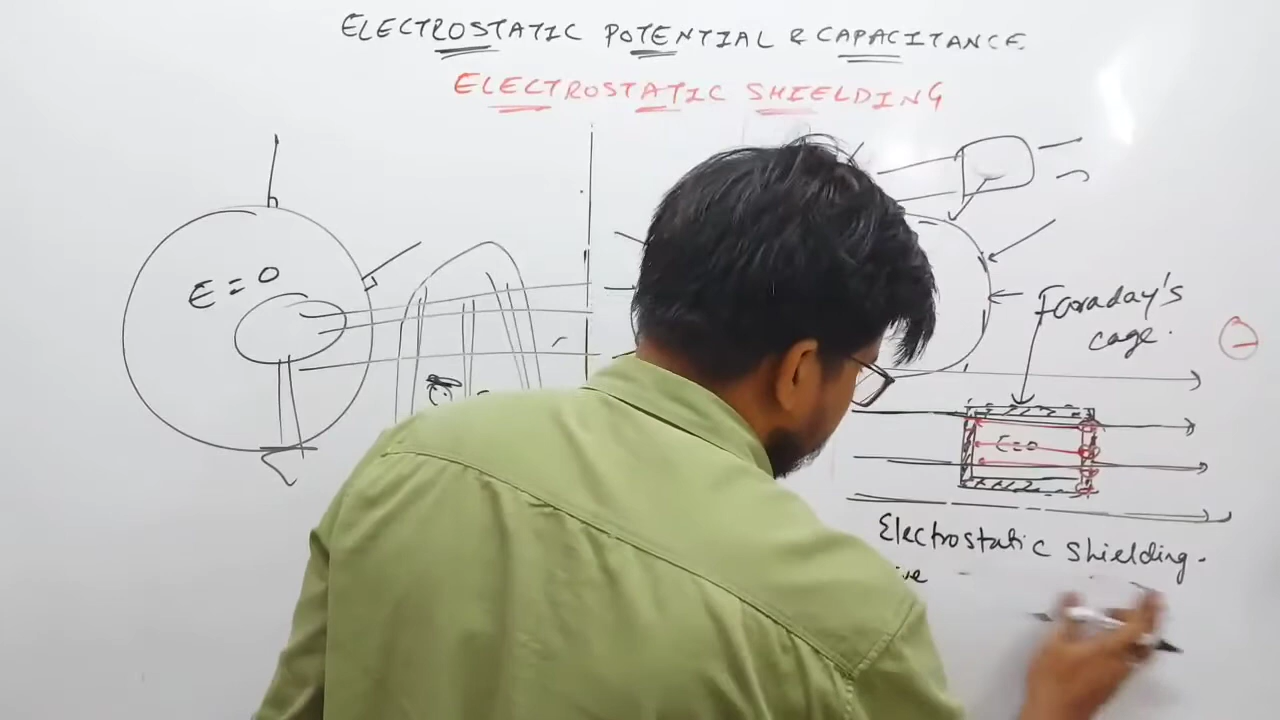 ELECTROSTATIC POTENTIAL & CAPACITANCE
ELECTROSTATIC SHIELDING
E = 0
Faraday's
cage.
E=0
Electrostatic Shielding.